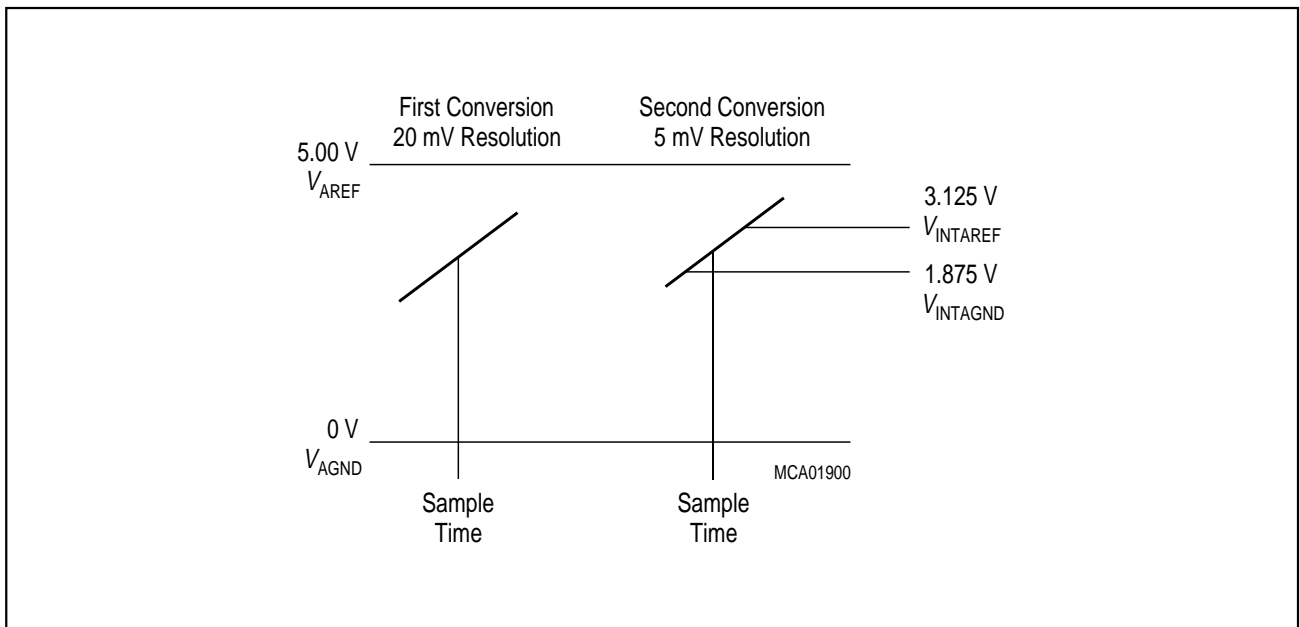 First Conversion
20 mV Resolution
Second Conversion
5 mV Resolution
5.00 V
VAREF
3.125 V
VINTAREF
1.875 V
VINTAGND
0 V
VAGND
MCA01900
Sample
Time
Sample
Time